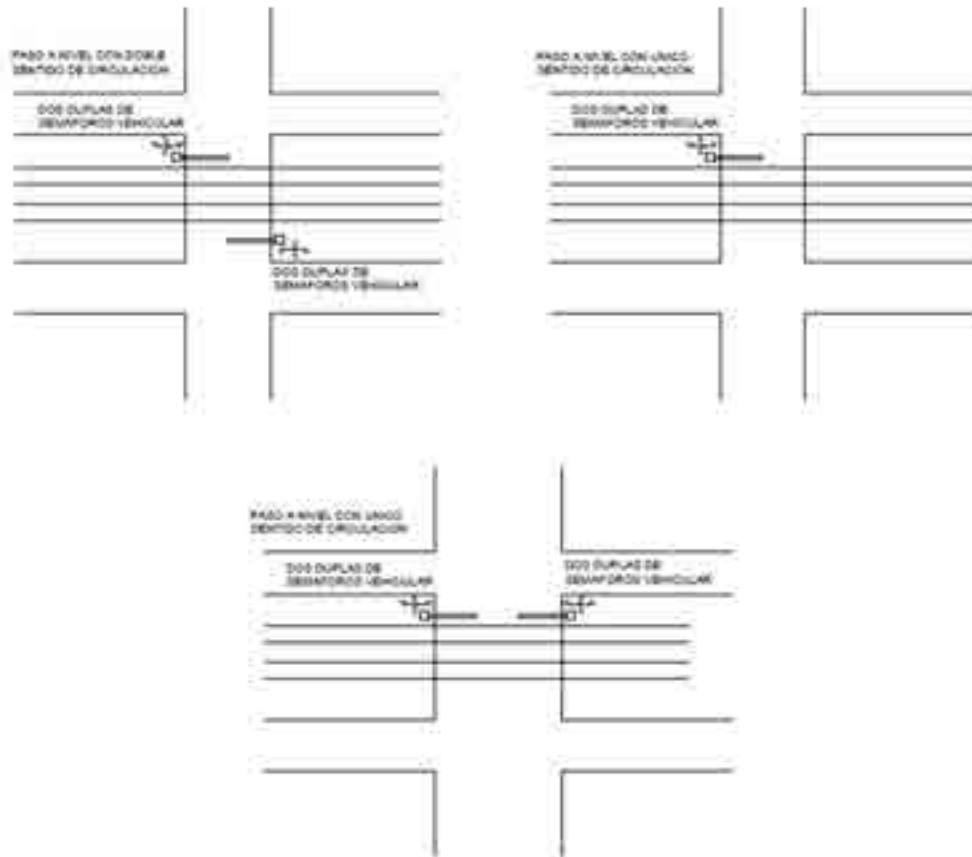 PASO A NIVEL CON DOBLE
SENTIDO DE CIRCULACION
DOS DUPLAS DE
SEMAFOROS VEHICULAR
DOS DUPLAS DE
SEMAFOROS VEHICULAR
PASO A NIVEL CON UNICO
SENTIDO DE CIRCULACION
DOS DUPLAS DE
SEMAFOROS VEHICULAR
PASO A NIVEL CON UNICO
SENTIDO DE CIRCULACION
DOS DUPLAS DE
SEMAFOROS VEHICULAR
DOS DUPLAS DE
SEMAFOROS VEHICULAR